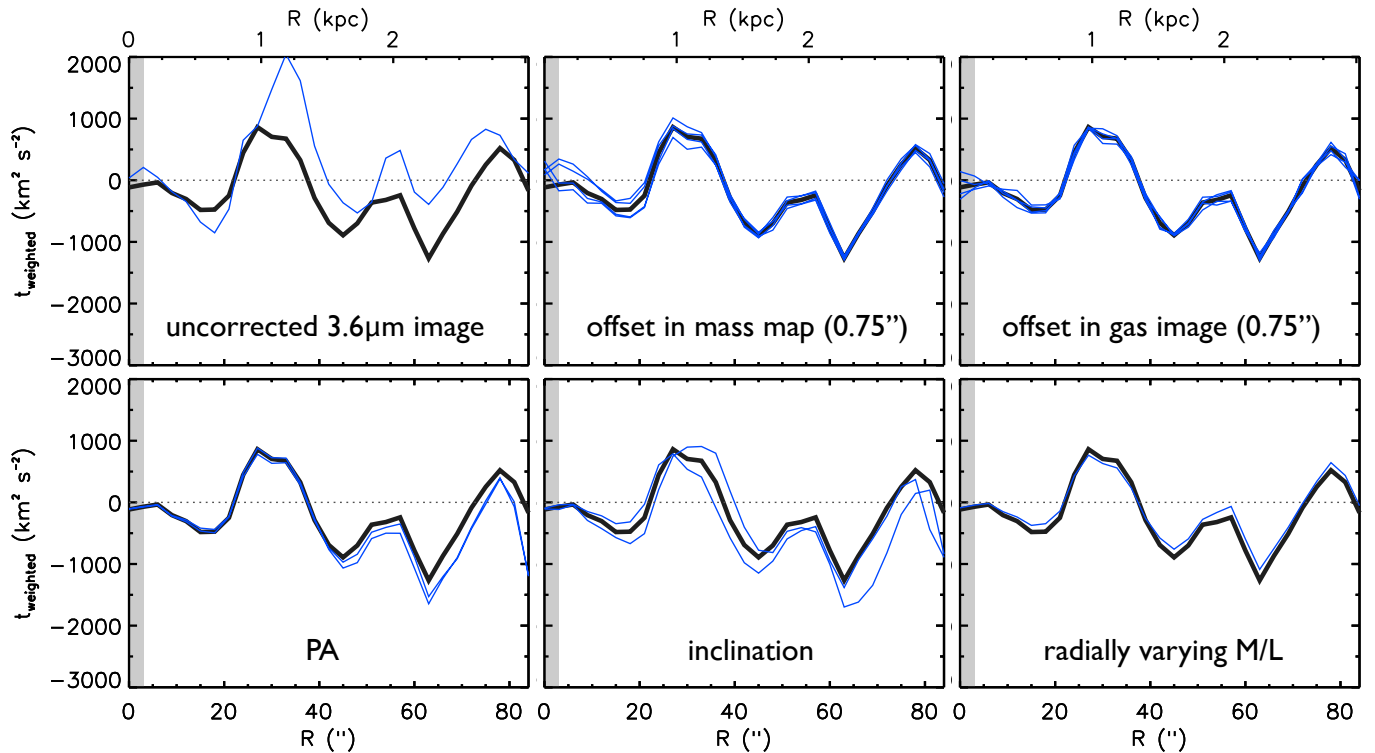 R (kpc) R (kpc) R (kpc)
0 1 2 1 2 1 2
2000
1000
0
−1000
−2000
−3000
t_weighted (km² s⁻²)
uncorrected 3.6μm image
offset in mass map (0.75”)
offset in gas image (0.75”)
2000
1000
0
−1000
−2000
−3000
t_weighted (km² s⁻²)
PA
inclination
radially varying M/L
0 20 40 60 80 0 20 40 60 80 0 20 40 60 80
R (") R (") R (")